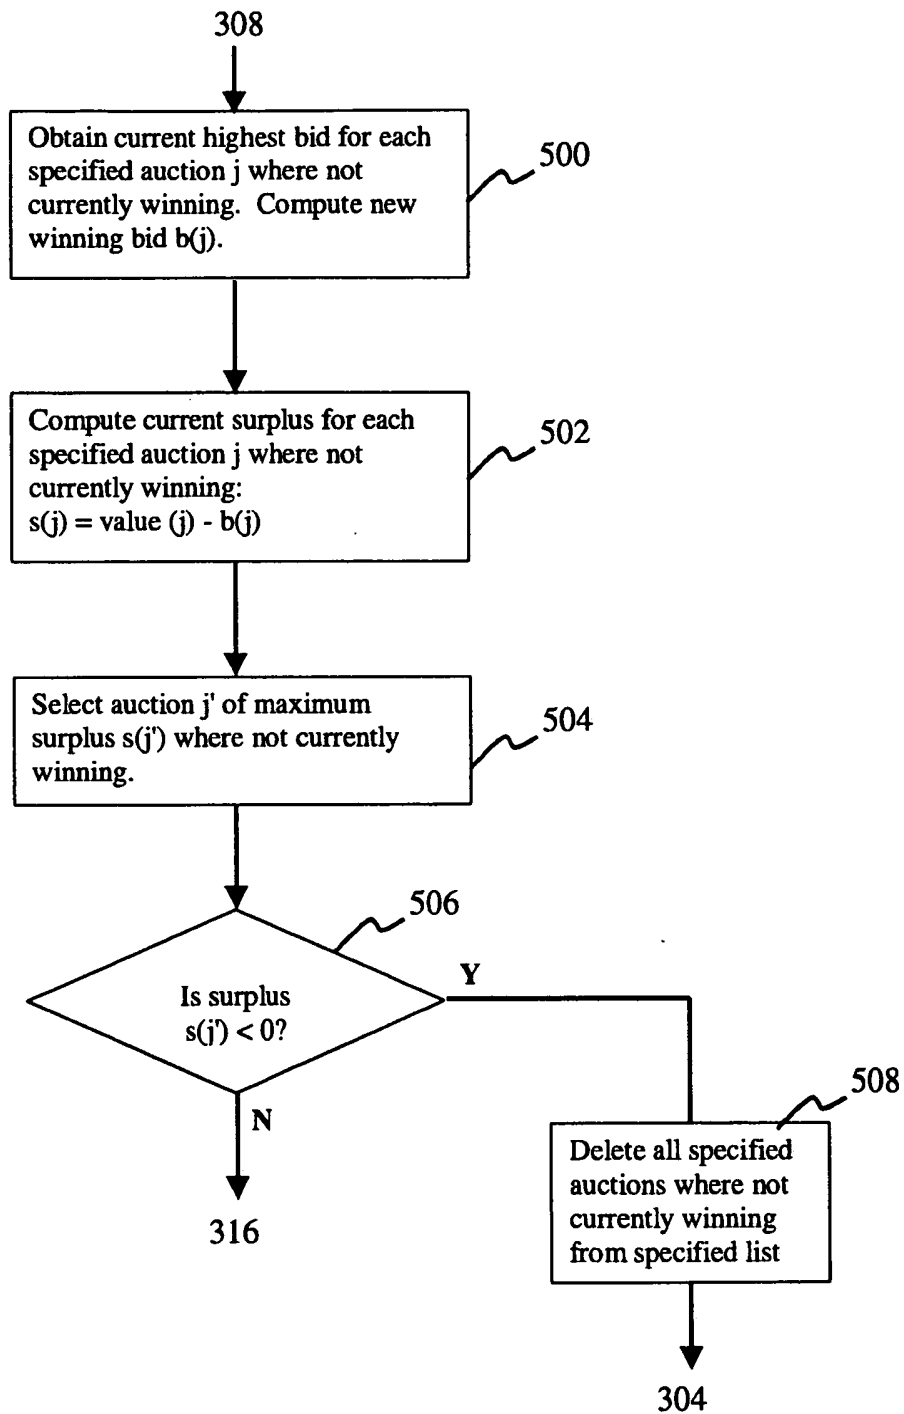 308
Obtain current highest bid for each
specified auction j where not
currently winning.  Compute new
winning bid b(j).
500
Compute current surplus for each
specified auction j where not
currently winning:
s(j) = value (j) - b(j)
502
Select auction j' of maximum
surplus s(j') where not currently
winning.
504
506
Is surplus
s(j') < 0?
Y
N
316
508
Delete all specified
auctions where not
currently winning
from specified list
304